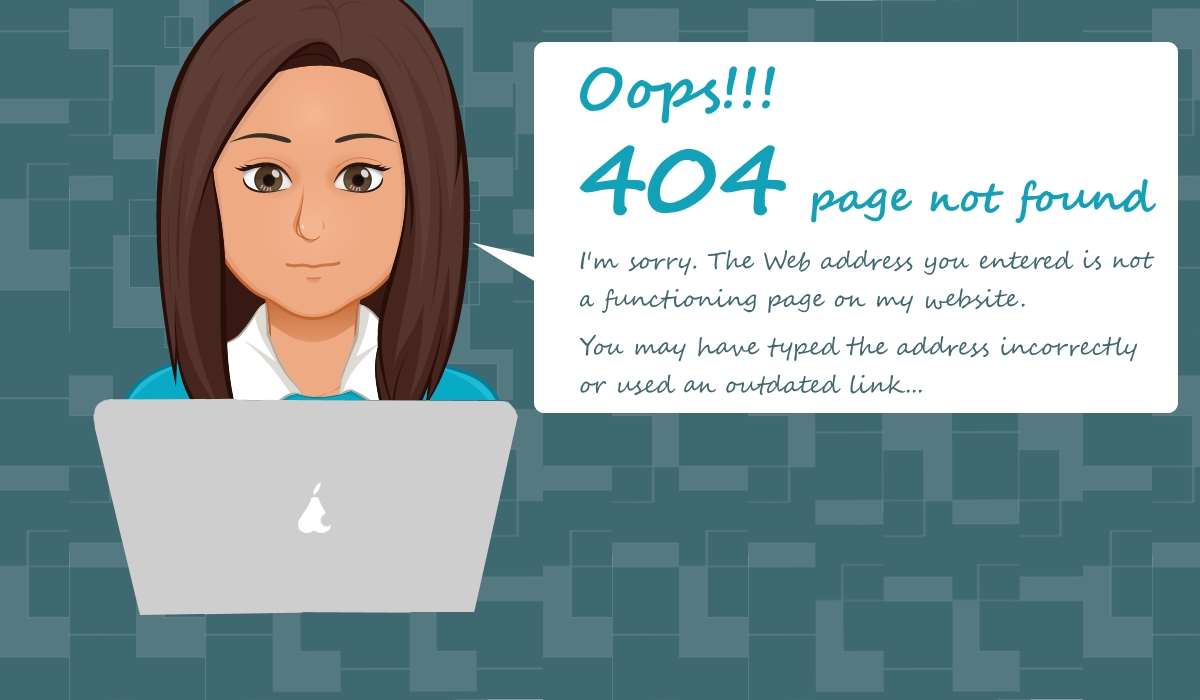 Oops!!!
404 page not found
I'm sorry. The Web address you entered is not
a functioning page on my website.
You may have typed the address incorrectly
or used an outdated link...